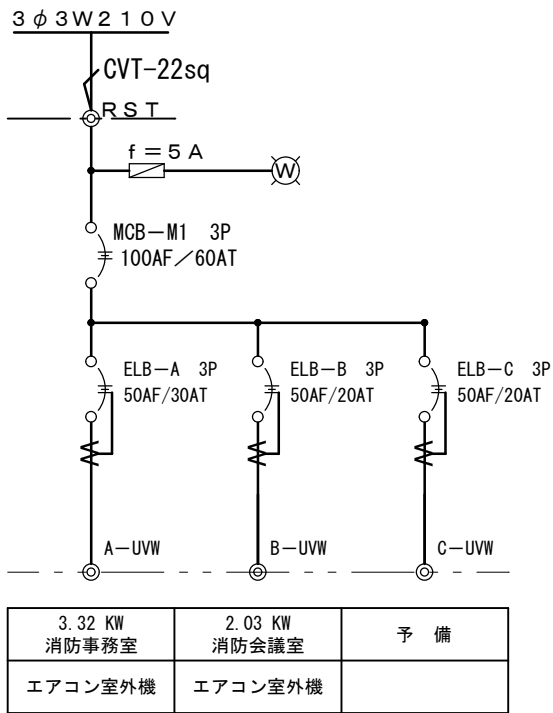 ３φ３W２１０V
CVT-22sq
RST
f＝５A
W
MCB－M1 3P
100AF／60AT
ELB－A 3P
50AF/30AT
ELB－B 3P
50AF/20AT
ELB－C 3P
50AF/20AT
A－UVW
B－UVW
C－UVW
3.32 KW
消防事務室
2.03 KW
消防会議室
予 備
エアコン室外機
エアコン室外機